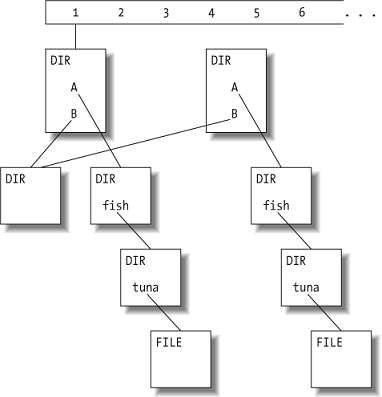 1 2 3 4 5 6 ...
DIR DIR
A A
B B
DIR DIR DIR
fish fish
DIR DIR
tuna tuna
FILE FILE